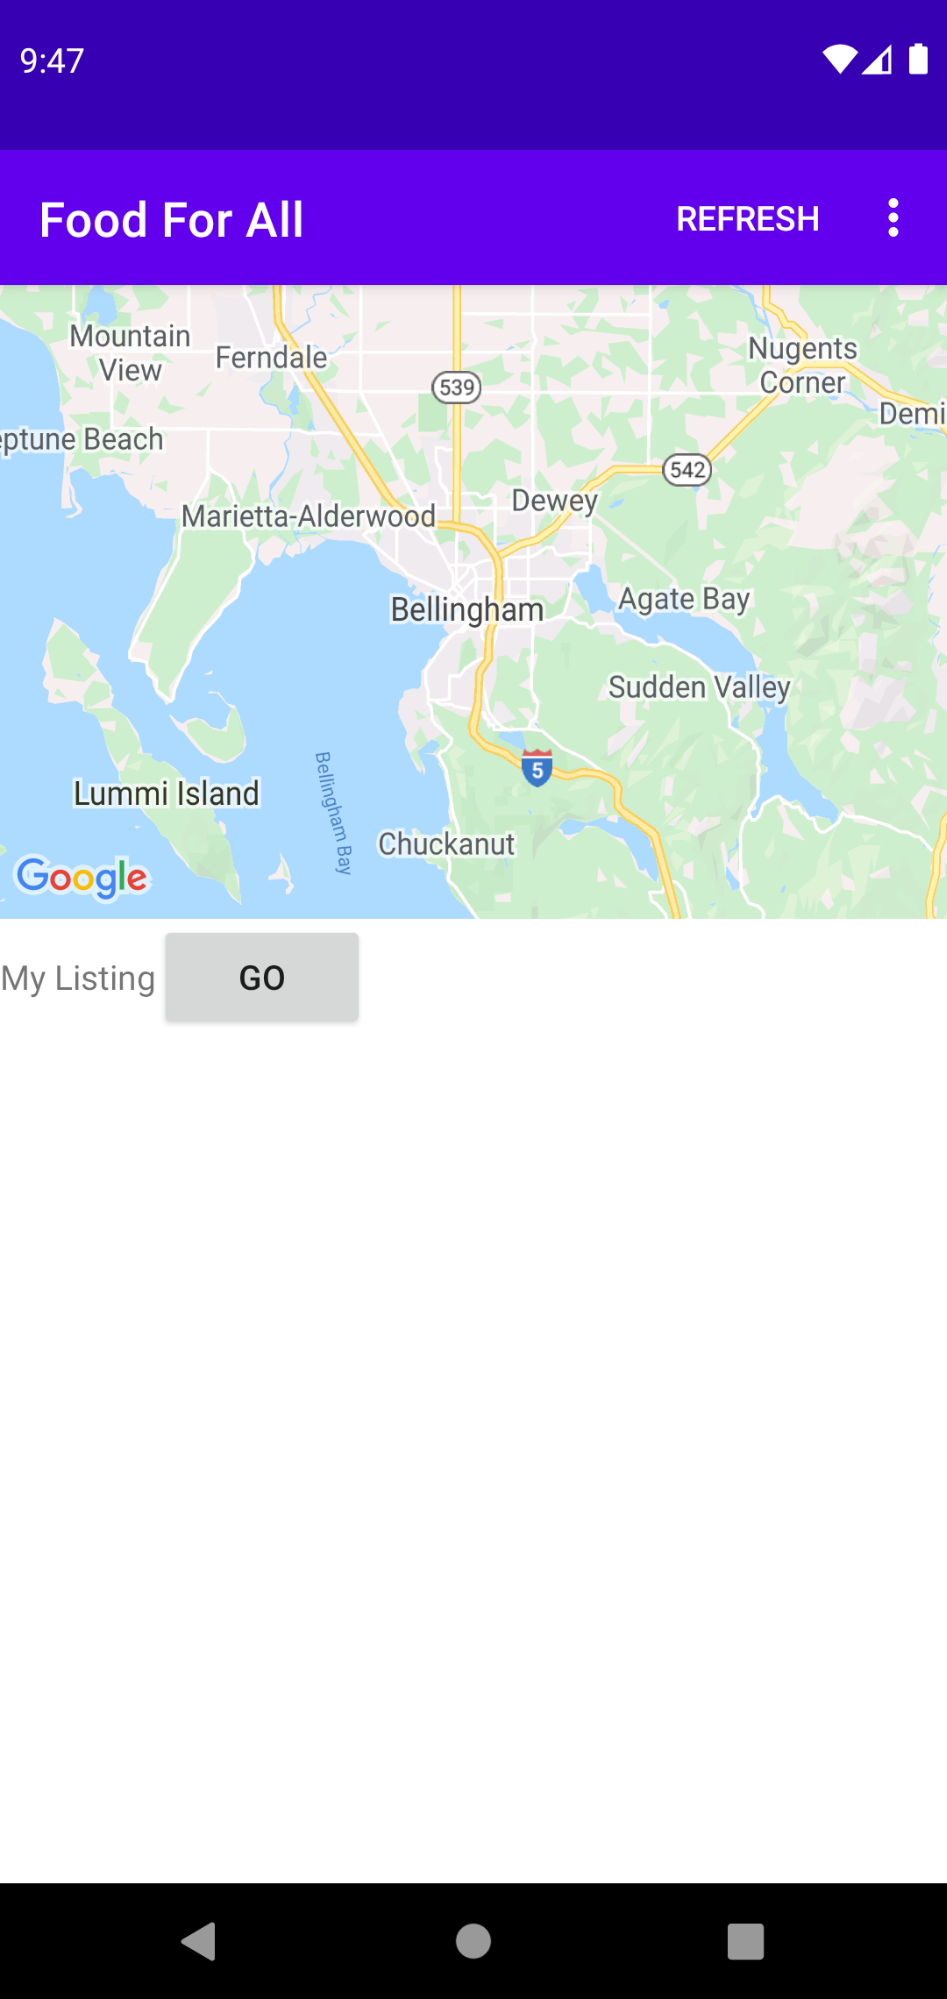 9:47
Food For All
REFRESH
Mountain
View
Ferndale
539
Nugents
Corner
Demi
eptune Beach
542
Dewey
Marietta-Alderwood
Bellingham
Agate Bay
Sudden Valley
5
Lummi Island
Bellingham Bay
Chuckanut
Google
My Listing
GO